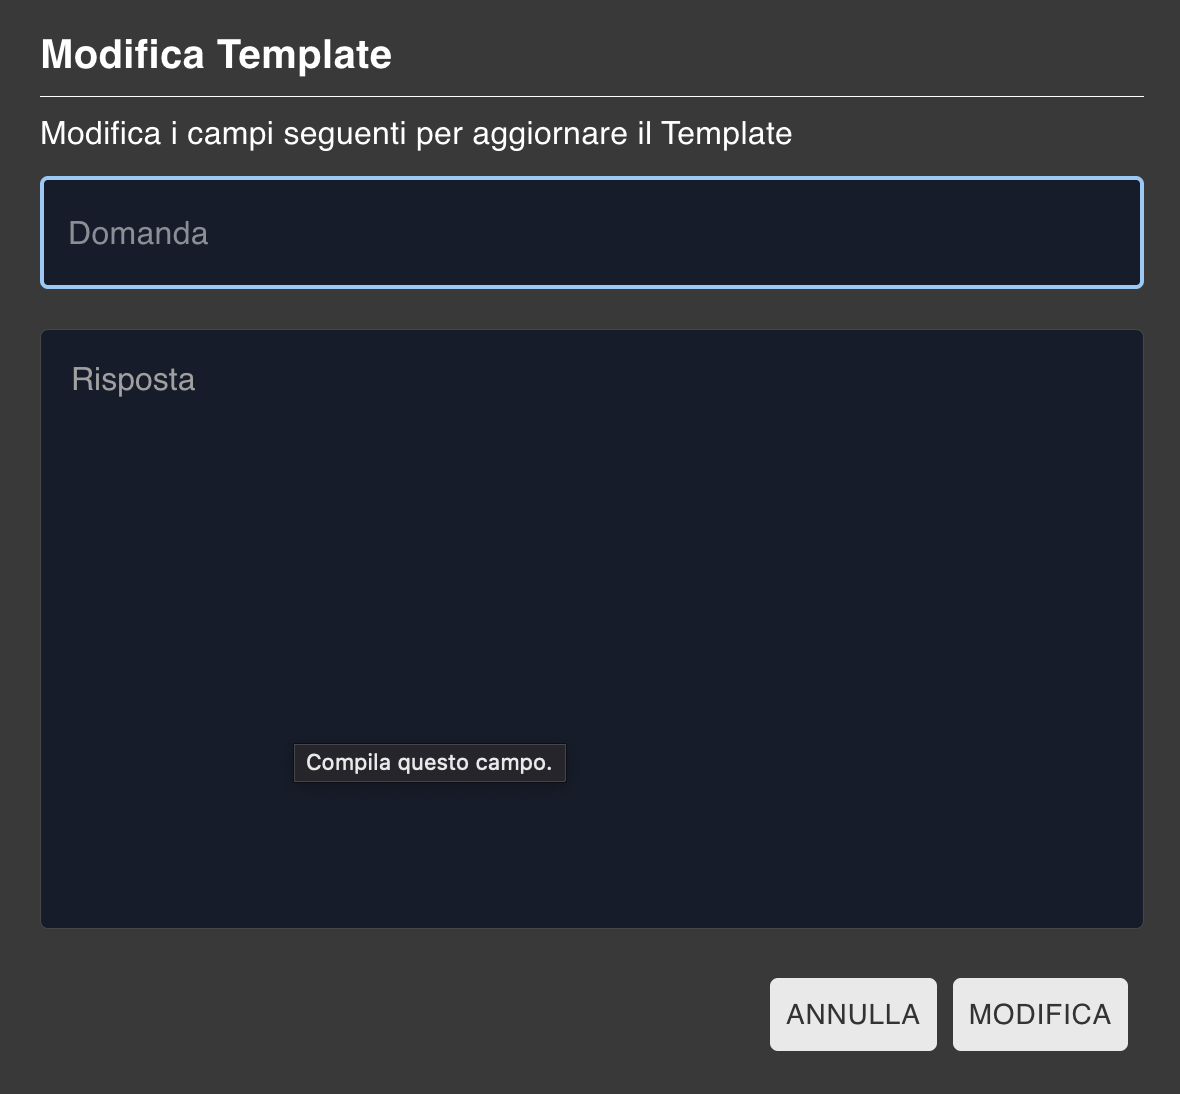 Modifica Template
Modifica i campi seguenti per aggiornare il Template
Domanda
Risposta
Compila questo campo.
ANNULLA MODIFICA